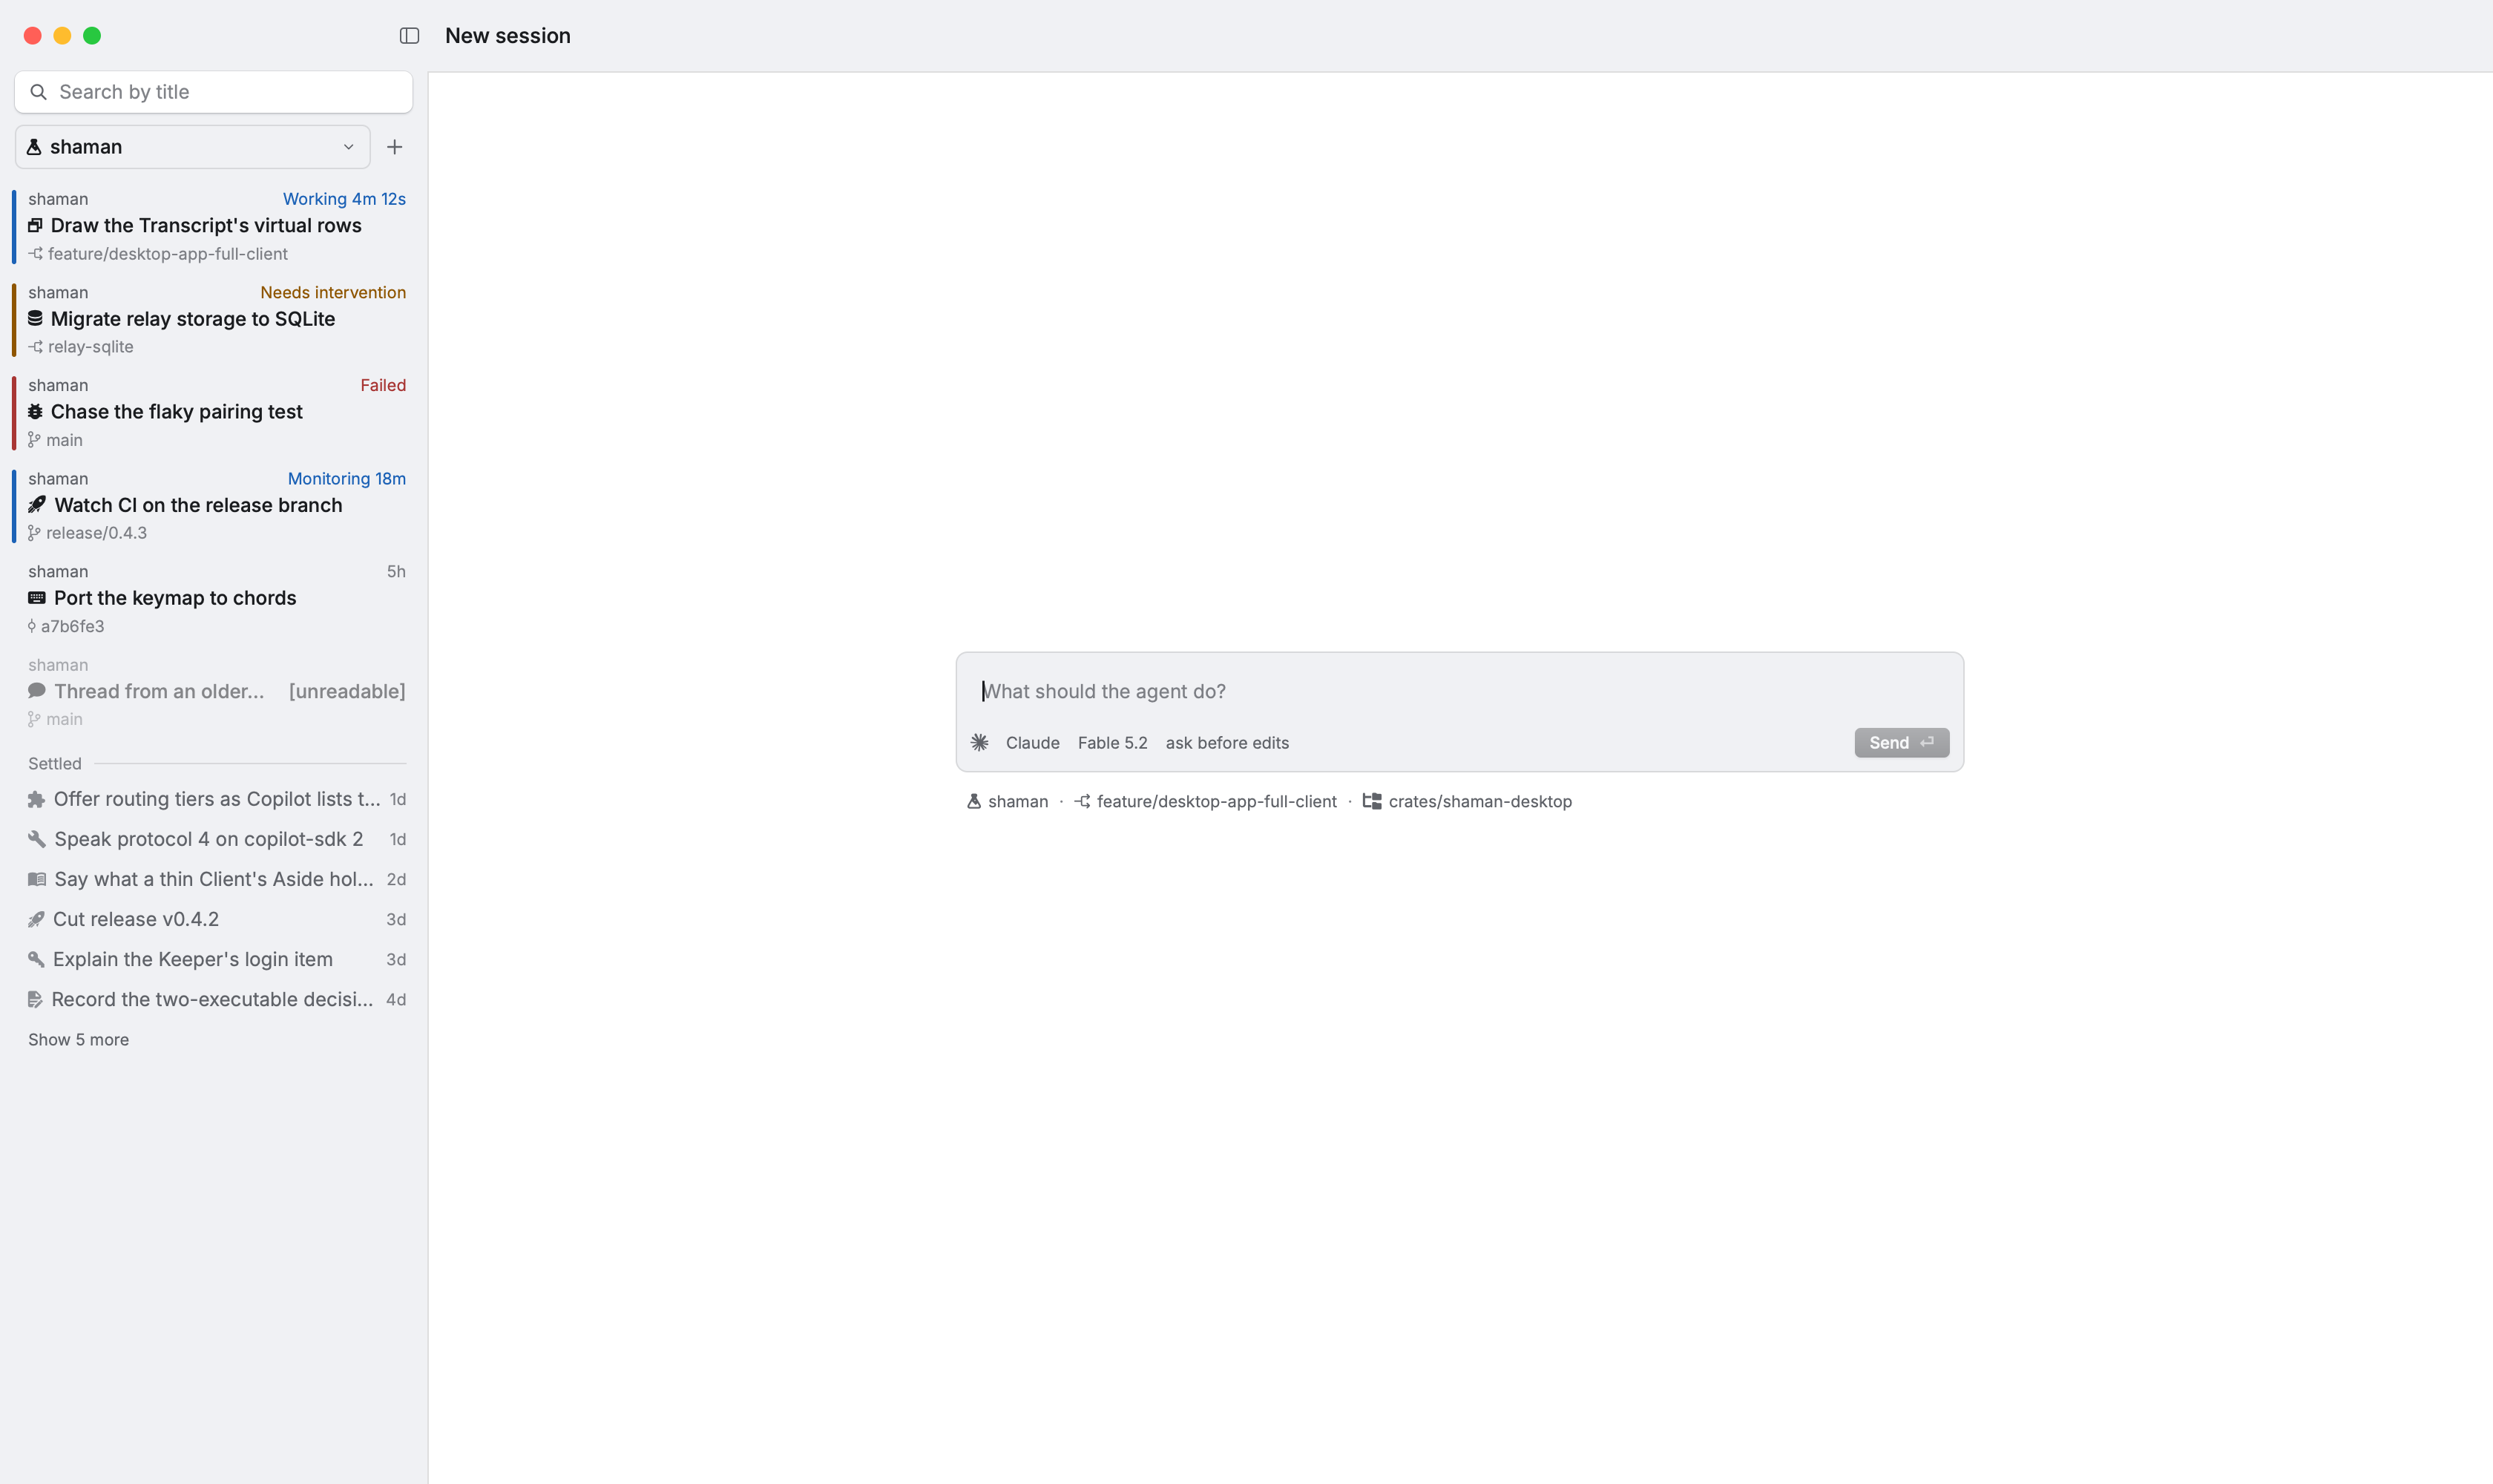 New session
Search by title
shaman
shaman Working 4m 12s
Draw the Transcript's virtual rows
feature/desktop-app-full-client
shaman Needs intervention
Migrate relay storage to SQLite
relay-sqlite
shaman Failed
Chase the flaky pairing test
main
shaman Monitoring 18m
Watch CI on the release branch
release/0.4.3
shaman 5h
Port the keymap to chords
a7b6fe3
shaman
Thread from an older... [unreadable]
main
Settled
Offer routing tiers as Copilot lists t... 1d
Speak protocol 4 on copilot-sdk 2 1d
Say what a thin Client's Aside hol... 2d
Cut release v0.4.2 3d
Explain the Keeper's login item 3d
Record the two-executable decisi... 4d
Show 5 more
What should the agent do?
Claude Fable 5.2 ask before edits Send
shaman · feature/desktop-app-full-client · crates/shaman-desktop